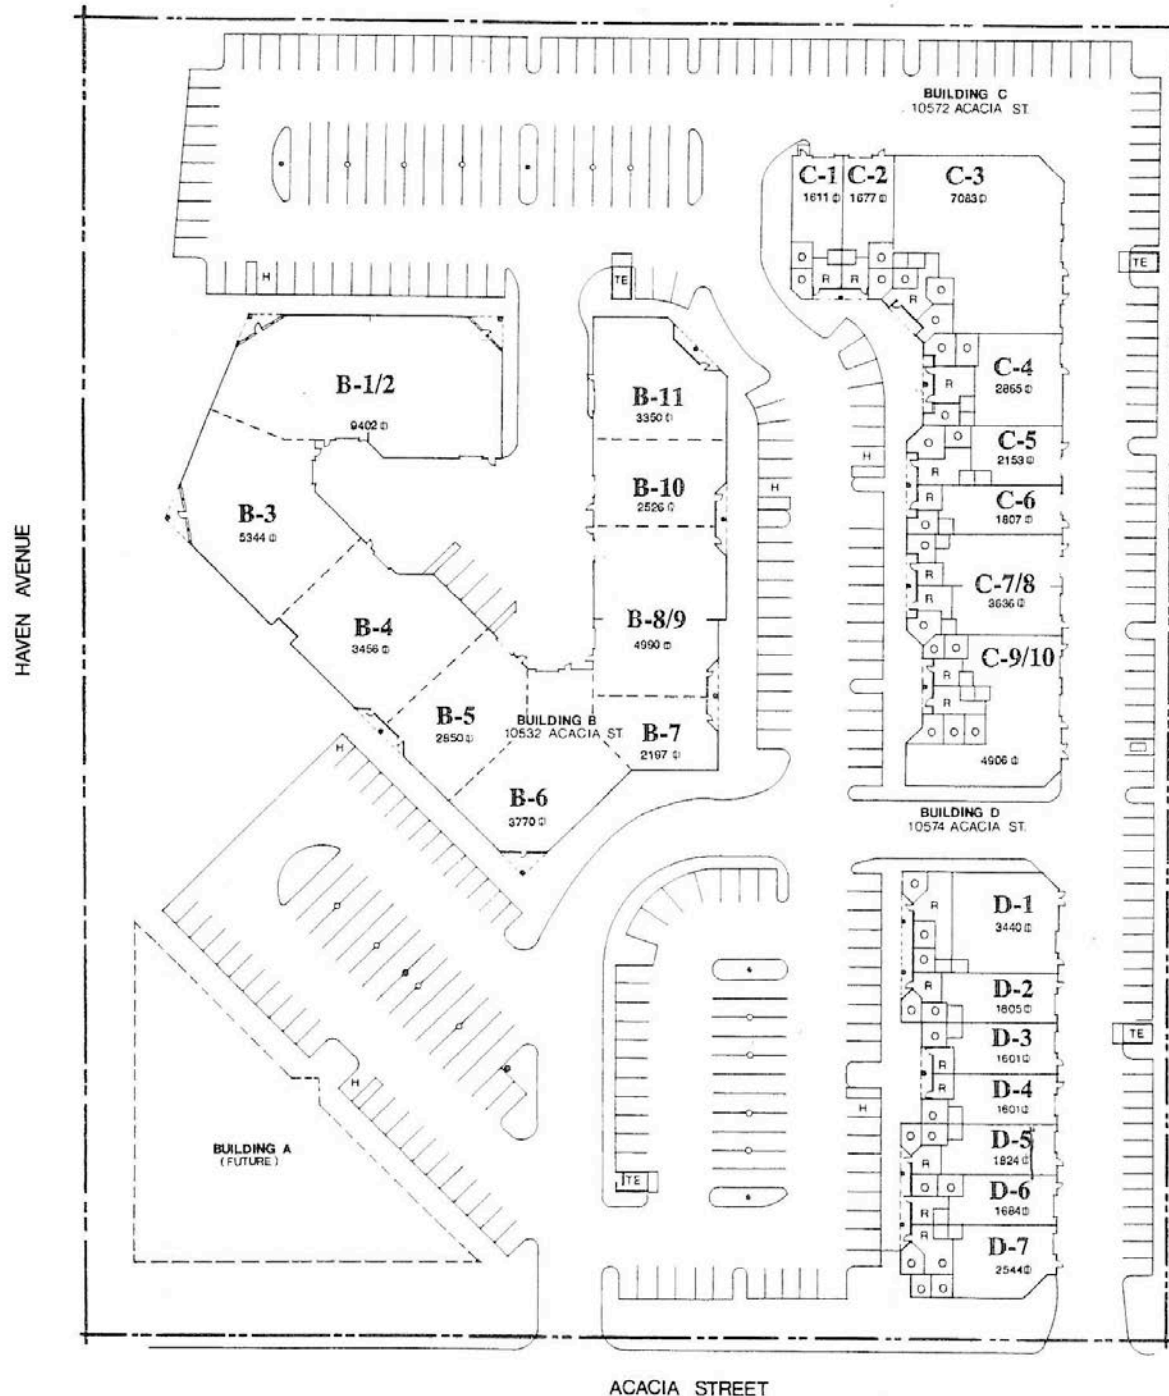 BUILDING C
10572 ACACIA ST.
C-1
1611 ⌽
C-2
1677 ⌽
C-3
7083 ⌽
TE
H
TE
O
R
R
O
O
O
O
O
R
O
B-1/2
9402 ⌽
B-11
3350 ⌽
O
O
C-4
2865 ⌽
R
O
B-3
5344 ⌽
B-10
2526 ⌽
H
H
O
O
C-5
2153 ⌽
R
R
C-6
1807 ⌽
O
O
R
R
C-7/8
3636 ⌽
O
HAVEN AVENUE
B-4
3456 ⌽
B-8/9
4990 ⌽
O
O
C-9/10
R
R
O
O
O
4906 ⌽
B-5
2850 ⌽
BUILDING B
10532 ACACIA ST.
B-7
2197 ⌽
H
B-6
3770 ⌽
BUILDING D
10574 ACACIA ST.
O
R
O
O
D-1
3440 ⌽
R
O
O
D-2
1805 ⌽
O
R
D-3
1601 ⌽
TE
R
O
D-4
1601 ⌽
H
H
BUILDING A
(FUTURE)
O
O
R
D-5
1824 ⌽
TE
O
O
R
D-6
1684 ⌽
R
O
O
O
O
D-7
2544 ⌽
ACACIA STREET